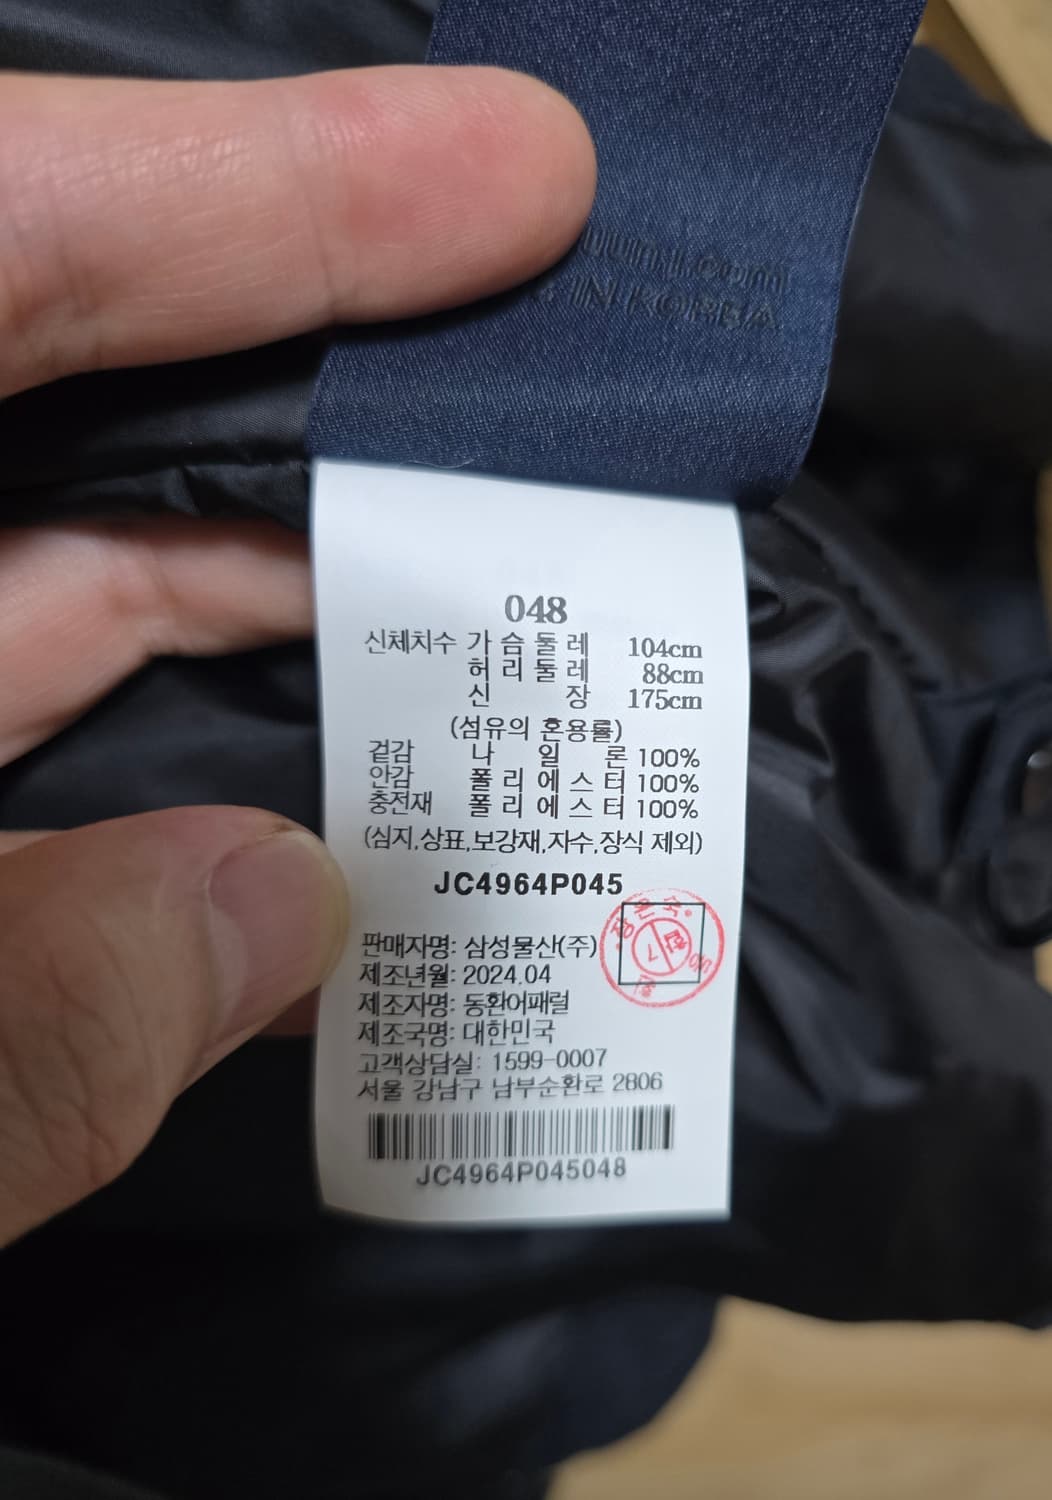 IN KOREA
048
신체치수 가슴둘레 104cm
허리둘레 88cm
신장 175cm
(섬유의 혼용률)
겉감 나일론 100%
안감 폴리에스터 100%
충전재 폴리에스터 100%
(심지,상표,보강재,자수,장식 제외)
JC4964P045
판매자명: 삼성물산(주)
제조년월: 2024.04
제조자명: 동환어패럴
제조국명: 대한민국
고객상담실: 1599-0007
서울 강남구 남부순환로 2806
JC4964P045048